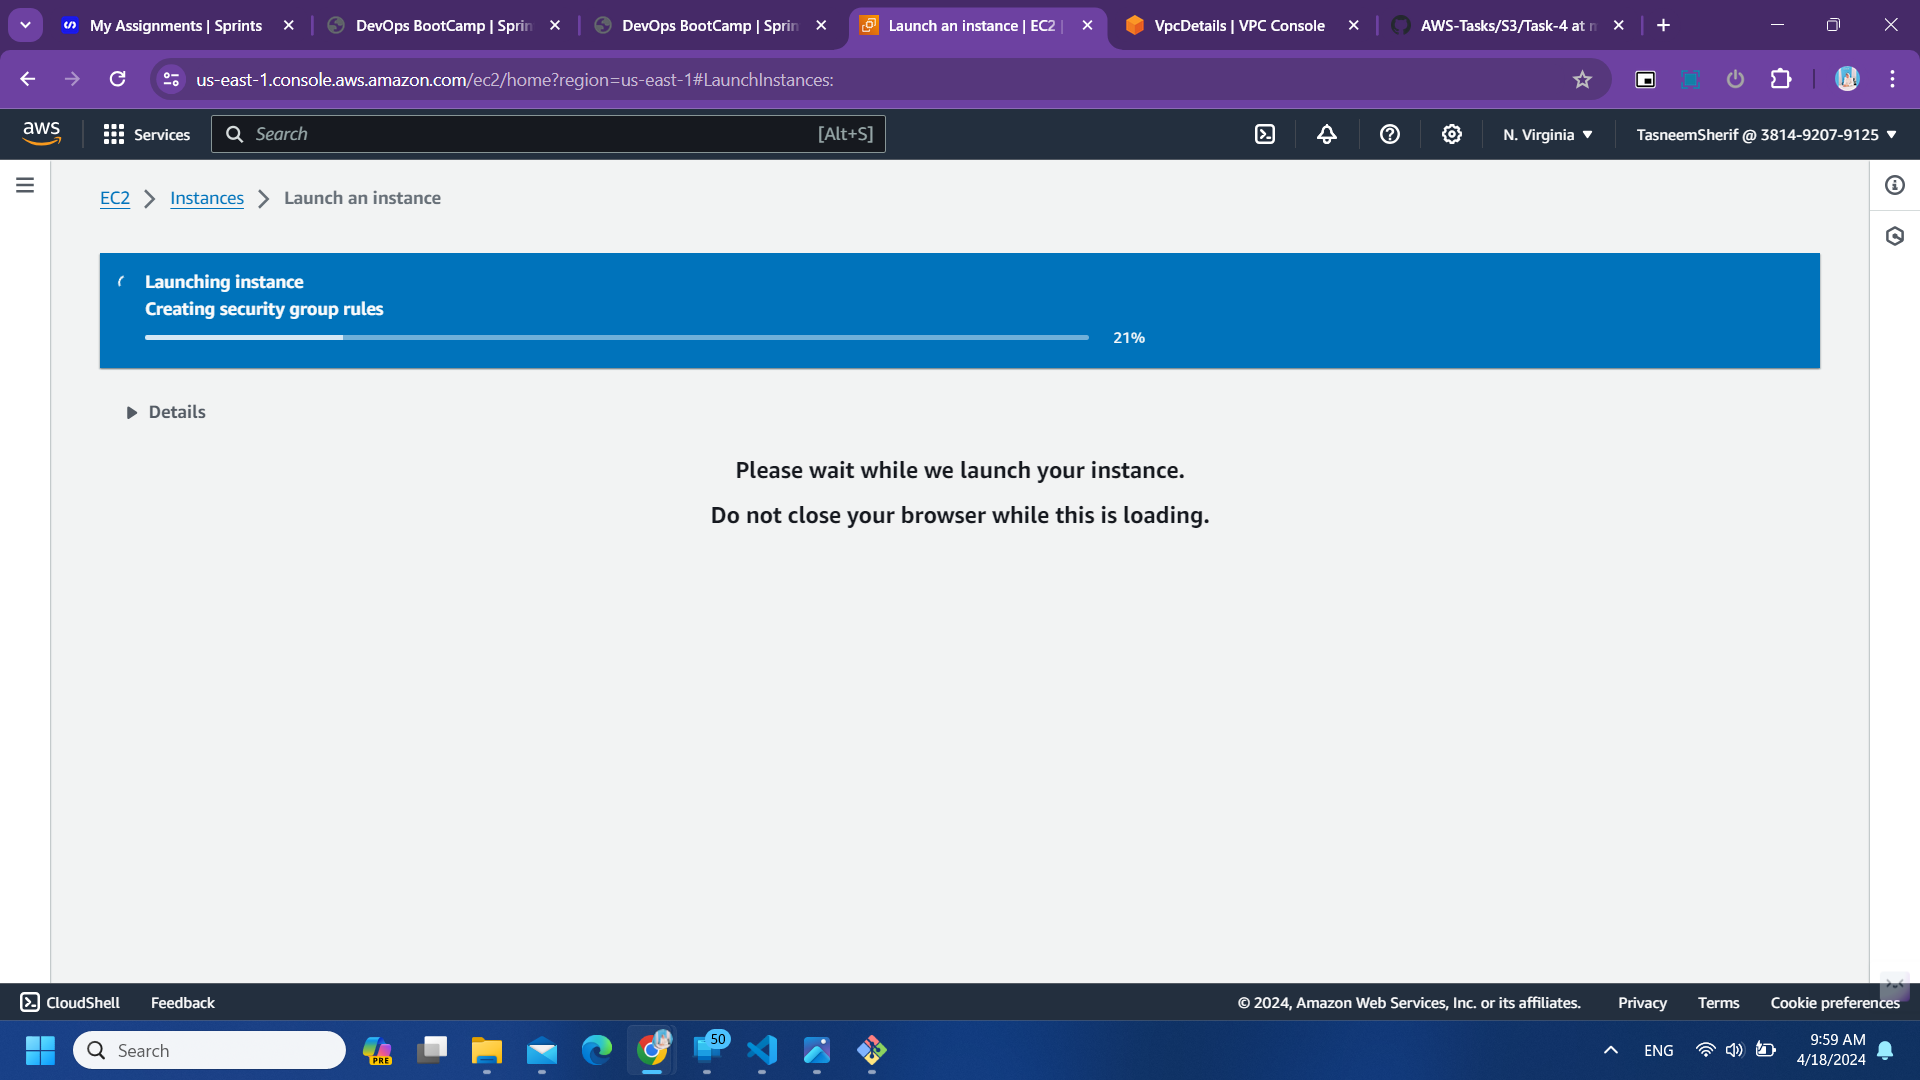 My Assignments | Sprints
DevOps BootCamp | Sprin
DevOps BootCamp | Sprin
Launch an instance | EC2 |
VpcDetails | VPC Console
AWS-Tasks/S3/Task-4 at m
us-east-1.console.aws.amazon.com/ec2/home?region=us-east-1#LaunchInstances:
aws
Services
Search
[Alt+S]
N. Virginia
TasneemSherif @ 3814-9207-9125
EC2
Instances
Launch an instance
Launching instance
Creating security group rules
21%
Details
Please wait while we launch your instance.
Do not close your browser while this is loading.
CloudShell
Feedback
© 2024, Amazon Web Services, Inc. or its affiliates.
Privacy
Terms
Cookie preferences
Search
PRE
50
ENG
9:59 AM
4/18/2024